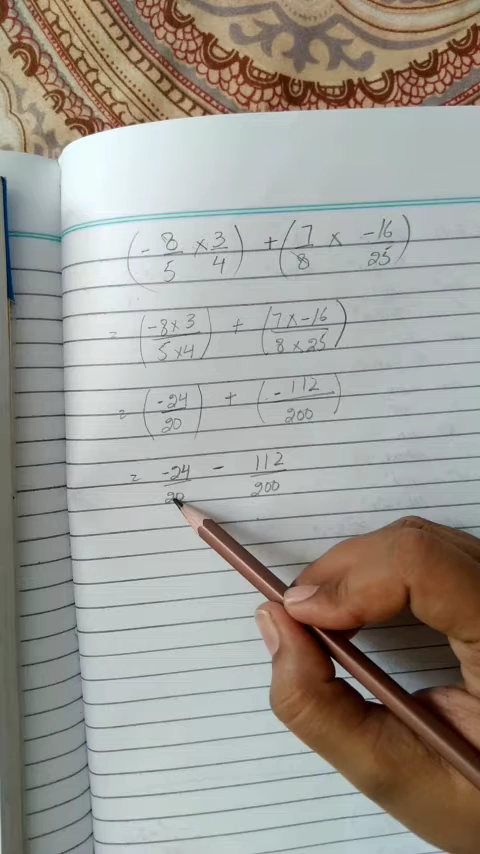 (-8/5 × 3/4) + (7/8 × -16/25)
= (-8×3/5×4) + (7×-16/8×25)
= (-24/20) + (-112/200)
= -24/20 - 112/200